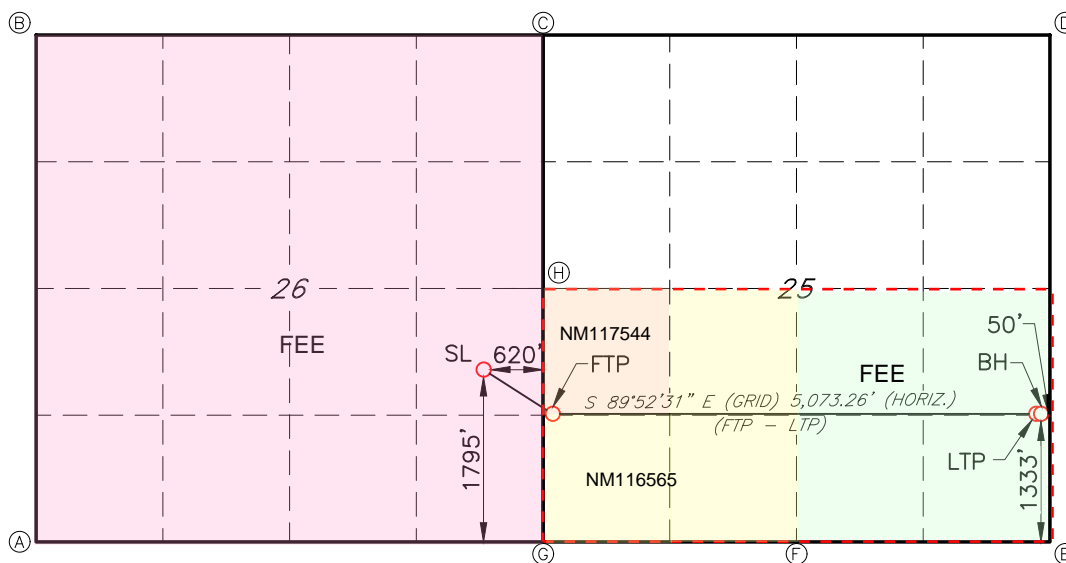 B
C
D
H
26
25
NM117544
50'
FEE
SL
620'
FTP
BH
FEE
S 89°52'31" E (GRID) 5,073.26' (HORIZ.)
(FTP – LTP)
1795'
LTP
1333'
NM116565
A
G
F
E